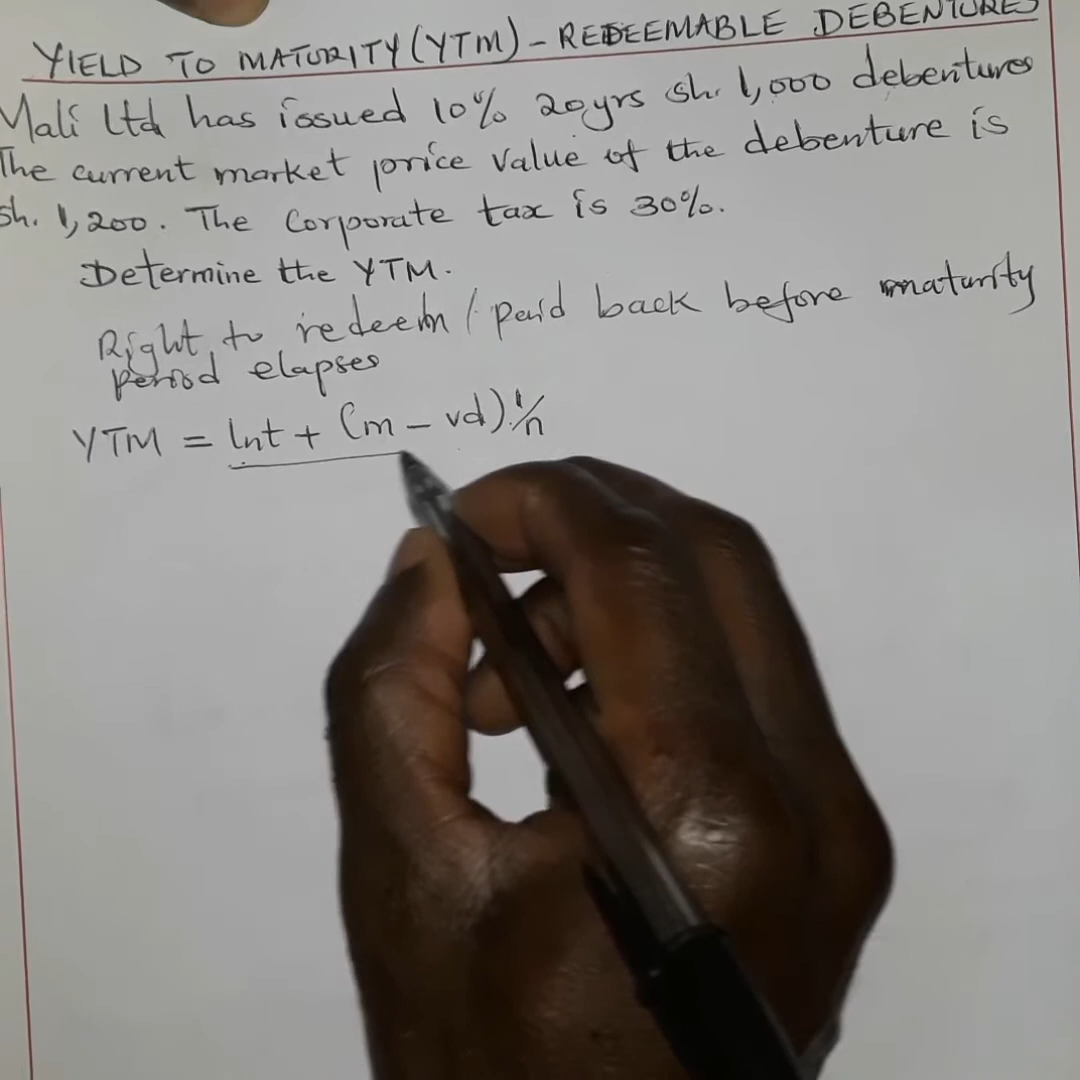 YIELD TO MATURITY (YTM) - REDEEMABLE DEBENTURES
Mali Ltd has issued 10% 20yrs sh. 1,000 debentures
The current market price value of the debenture is
sh. 1,200. The Corporate tax is 30%.
Determine the YTM.
Right to redeem / paid back before maturity
period elapses
YTM = Int + (m - vd) 1/n